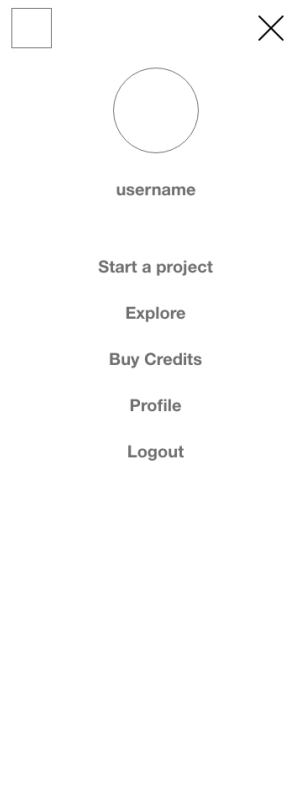 username
Start a project
Explore
Buy Credits
Profile
Logout